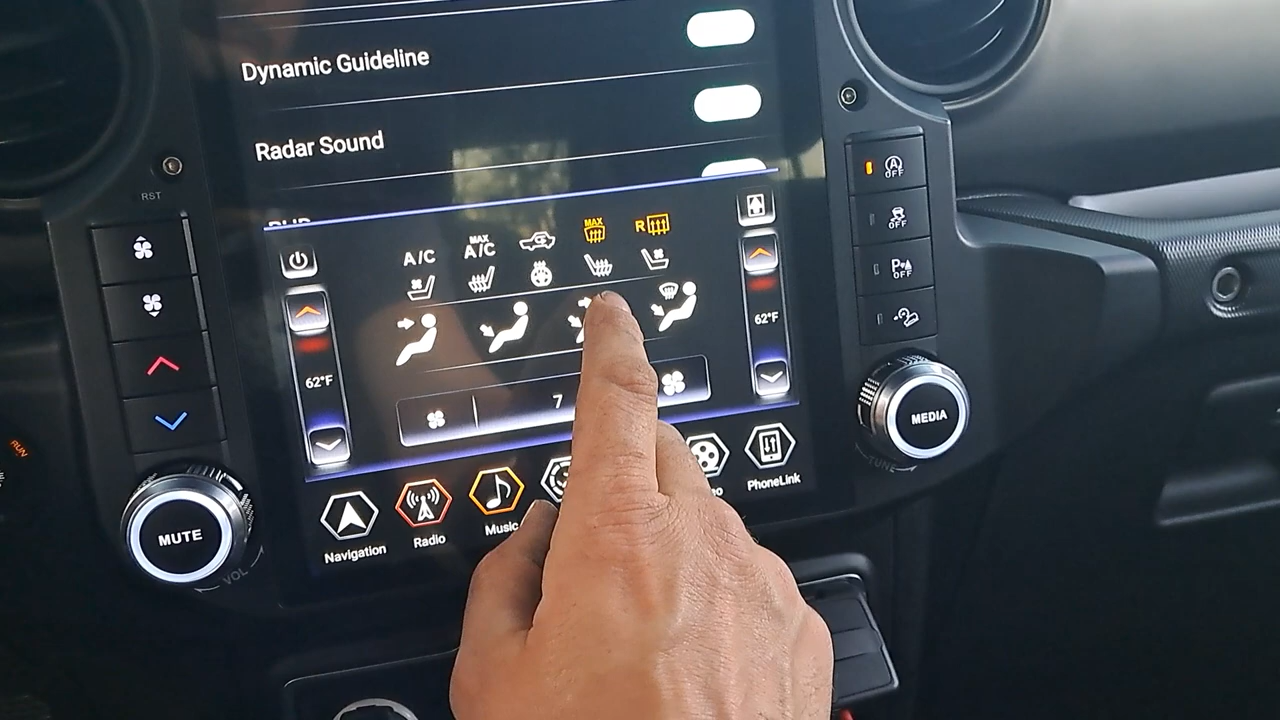 Dynamic Guideline
Radar Sound
RST
A/C
MAX
A/C
MAX
R
62°F
62°F
7
OFF
OFF
P
OFF
MEDIA
TUNE
MUTE
VOL
RUN
Navigation
Radio
Music
PhoneLink